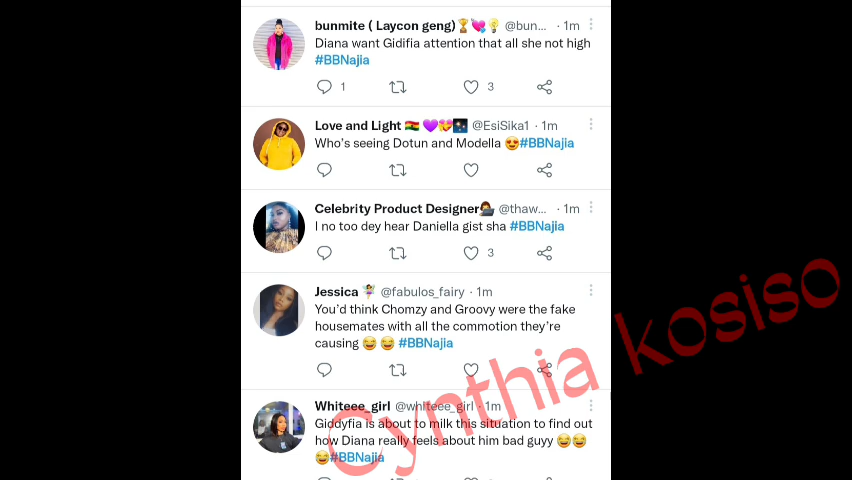 bunmite ( Laycon geng)🏆💘💡 @bun... · 1m
Diana want Gidifia attention that all she not high
#BBNajia
1 3
Love and Light 🇬🇭 💜💝🎇 @EsiSika1 · 1m
Who's seeing Dotun and Modella 😍#BBNajia
Celebrity Product Designer👩‍💻 @thaw... · 1m
I no too dey hear Daniella gist sha #BBNajia
3
Jessica 🧚‍♀️ @fabulos_fairy · 1m
You'd think Chomzy and Groovy were the fake
housemates with all the commotion they're
causing 😂 😂 #BBNajia
Whiteee_girl @whiteee_girl · 1m
Giddyfia is about to milk this situation to find out
how Diana really feels about him bad guyy 😂😂
😂#BBNajia
Cynthia kosiso